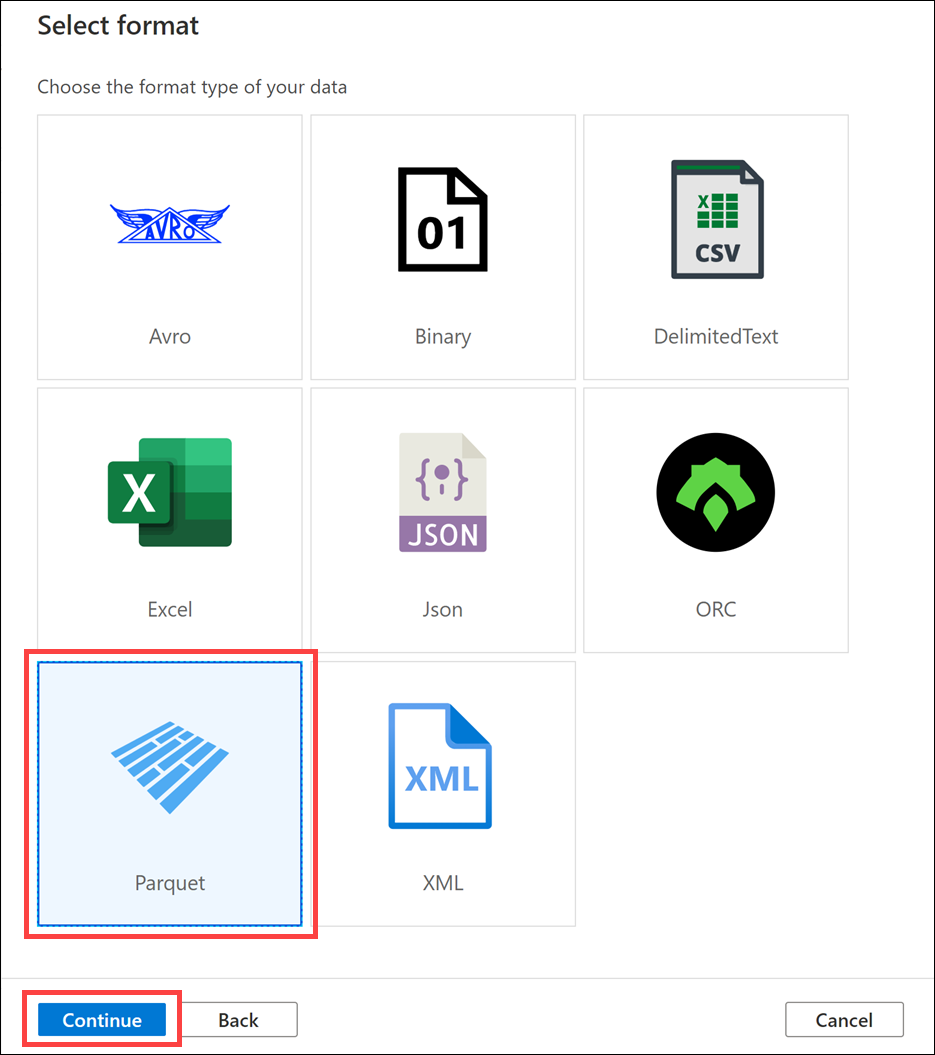 Select format
Choose the format type of your data
AVRO
01
X
CSV
Avro
Binary
DelimitedText
X
{ }
JSON
Excel
Json
ORC
XML
Parquet
XML
Continue
Back
Cancel